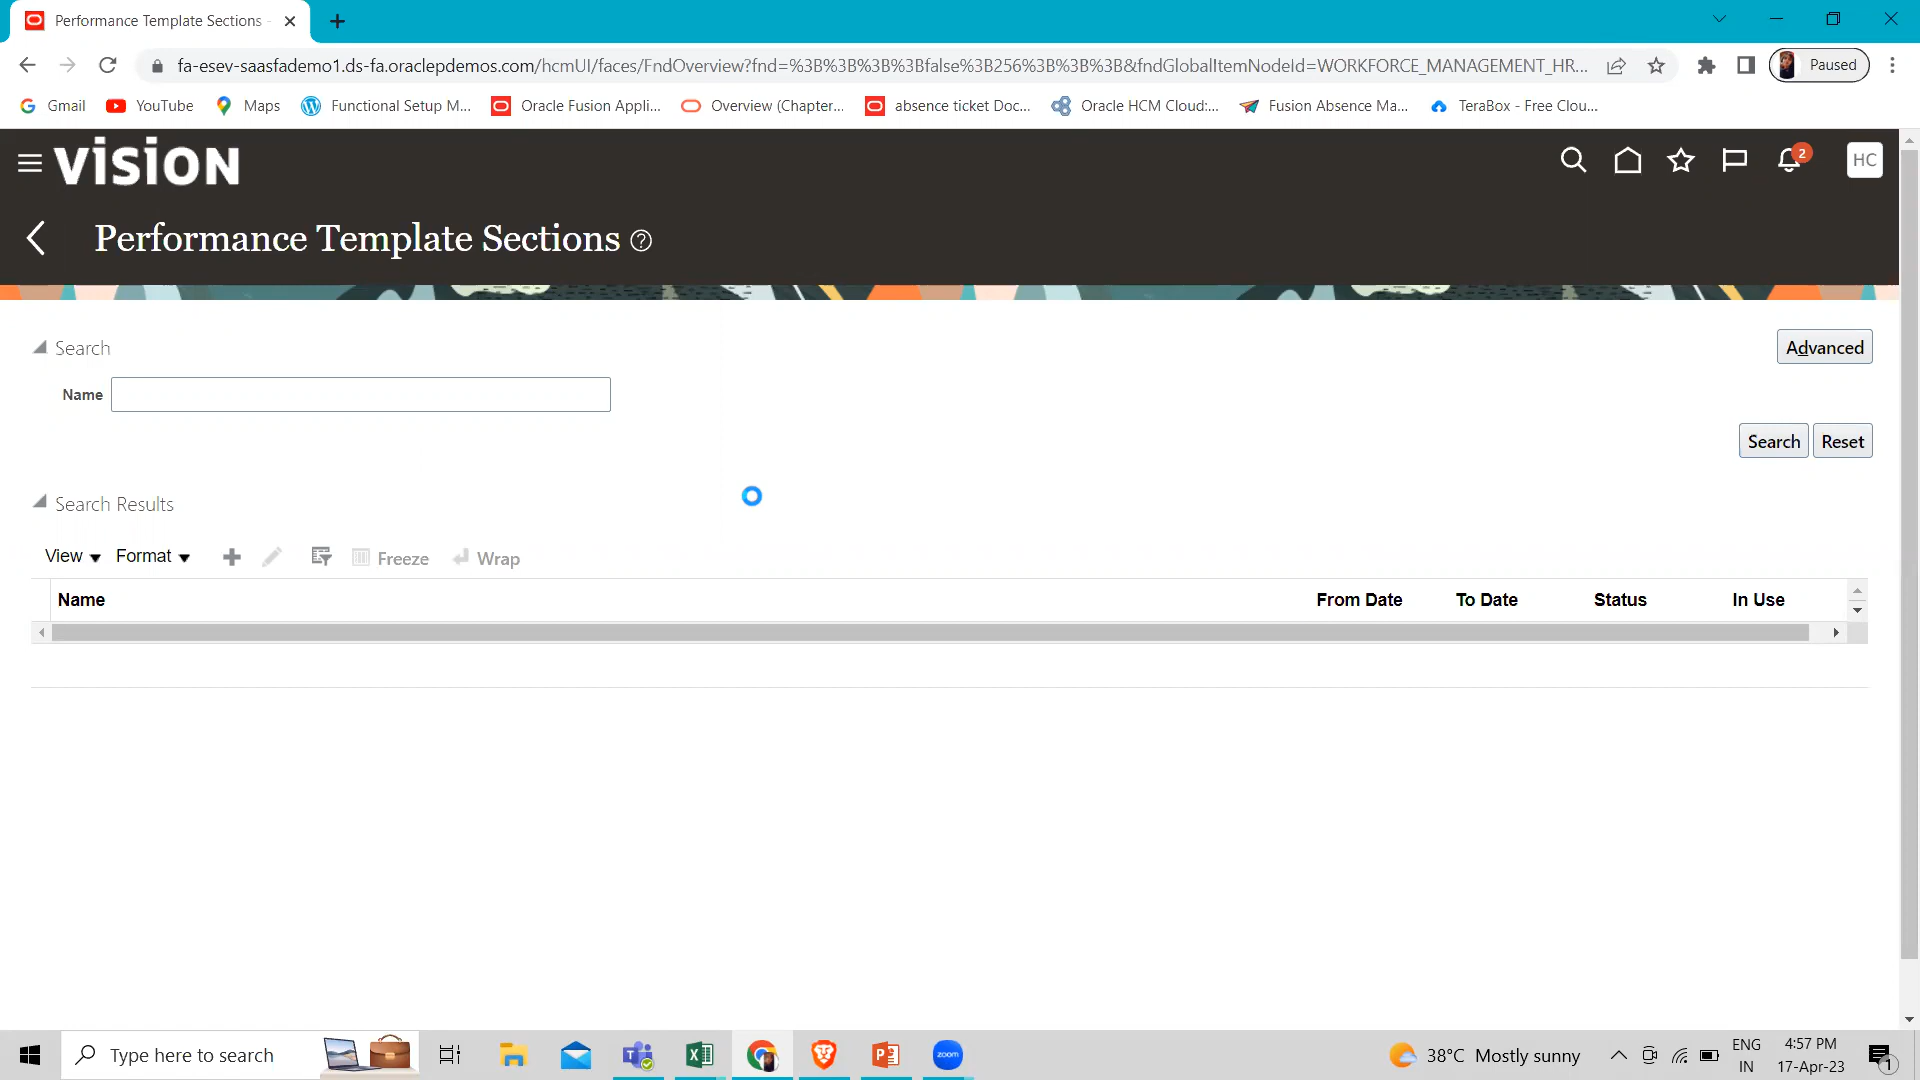 Performance Template Sections -
fa-esev-saasfademo1.ds-fa.oraclepdemos.com/hcmUI/faces/FndOverview?fnd=%3B%3B%3B%3Bfalse%3B256%3B%3B%3B&fndGlobalItemNodeId=WORKFORCE_MANAGEMENT_HR...
Paused
Gmail
YouTube
Maps
Functional Setup M...
Oracle Fusion Appli...
Overview (Chapter...
absence ticket Doc...
Oracle HCM Cloud:...
Fusion Absence Ma...
TeraBox - Free Clou...
VISION
2
HC
Performance Template Sections ?
Search
Advanced
Name
Search Reset
Search Results
View Format Freeze Wrap
Name From Date To Date Status In Use
Type here to search
zoom
38°C Mostly sunny
ENG
IN
4:57 PM
17-Apr-23
1